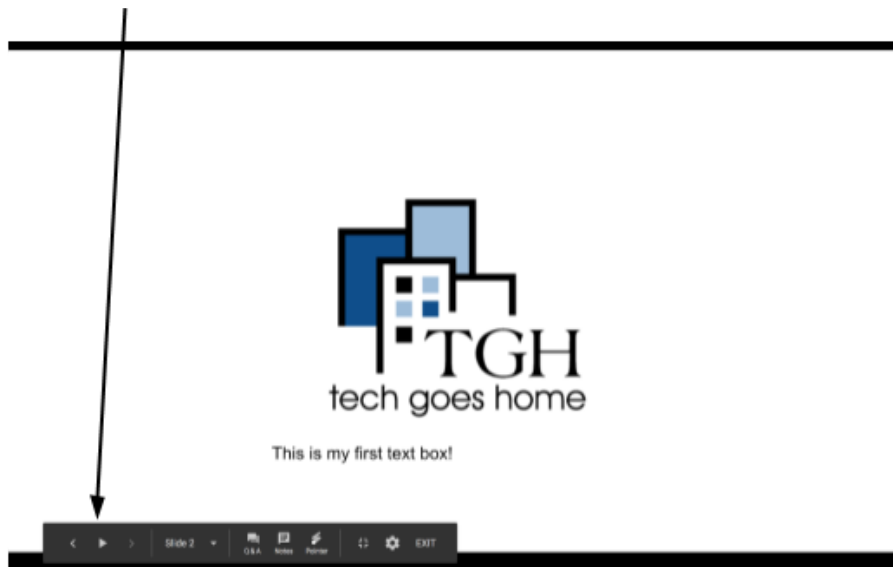 TGH
tech goes home
This is my first text box!
Slide 2
Q&A Notes Pointer
EXIT